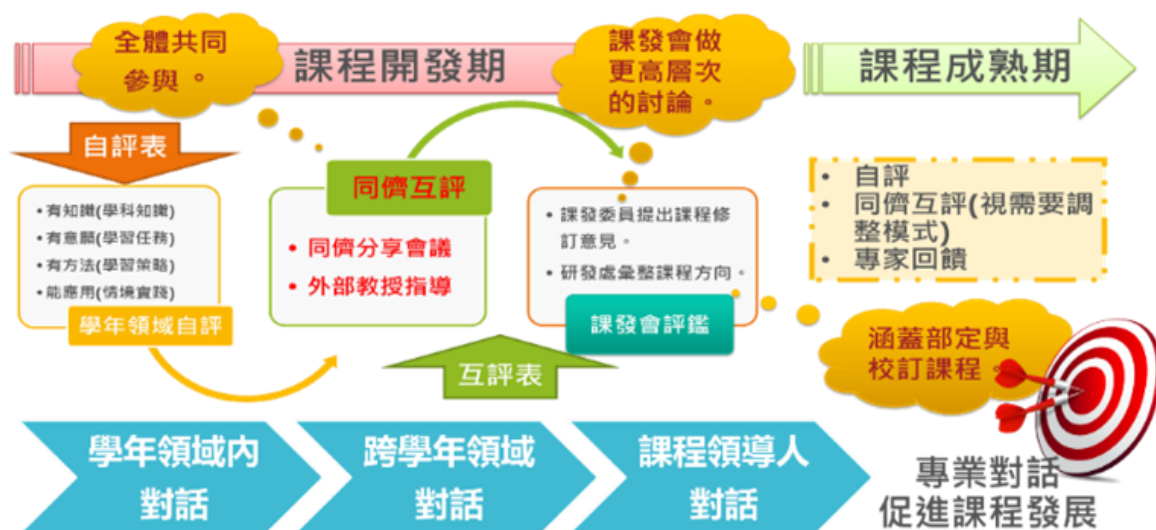 全體共同
參與。
課程開發期
課發會做
更高層次
的討論。
課程成熟期
自評表
• 有知識(學科知識)
• 有意願(學習任務)
• 有方法(學習策略)
• 能應用(情境實踐)
學年領域自評
同儕互評
• 同儕分享會議
• 外部教授指導
互評表
• 課發委員提出課程修
訂意見。
• 研發處彙整課程方向。
課發會評鑑
• 自評
• 同儕互評(視需要調
整模式)
• 專家回饋
涵蓋部定與
校訂課程。
學年領域內
對話
跨學年領域
對話
課程領導人
對話
專業對話
促進課程發展